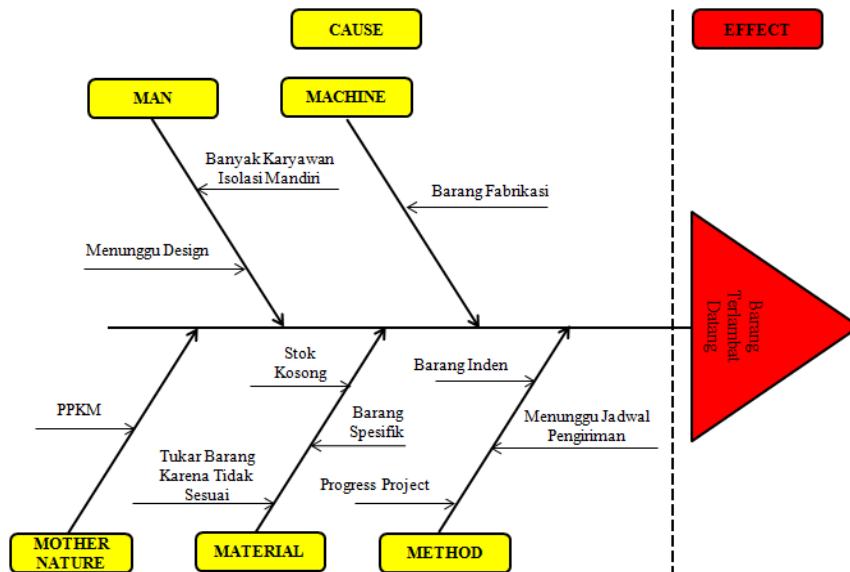 CAUSE
EFFECT
MAN
MACHINE
Banyak Karyawan
Isolasi Mandiri
Barang Fabrikasi
Menunggu Design
Barang
Terlambat
Datang
Stok
Kosong
Barang Inden
PPKM
Barang
Spesifik
Menunggu Jadwal
Pengiriman
Tukar Barang
Karena Tidak
Sesuai
Progress Project
MOTHER
NATURE
MATERIAL
METHOD